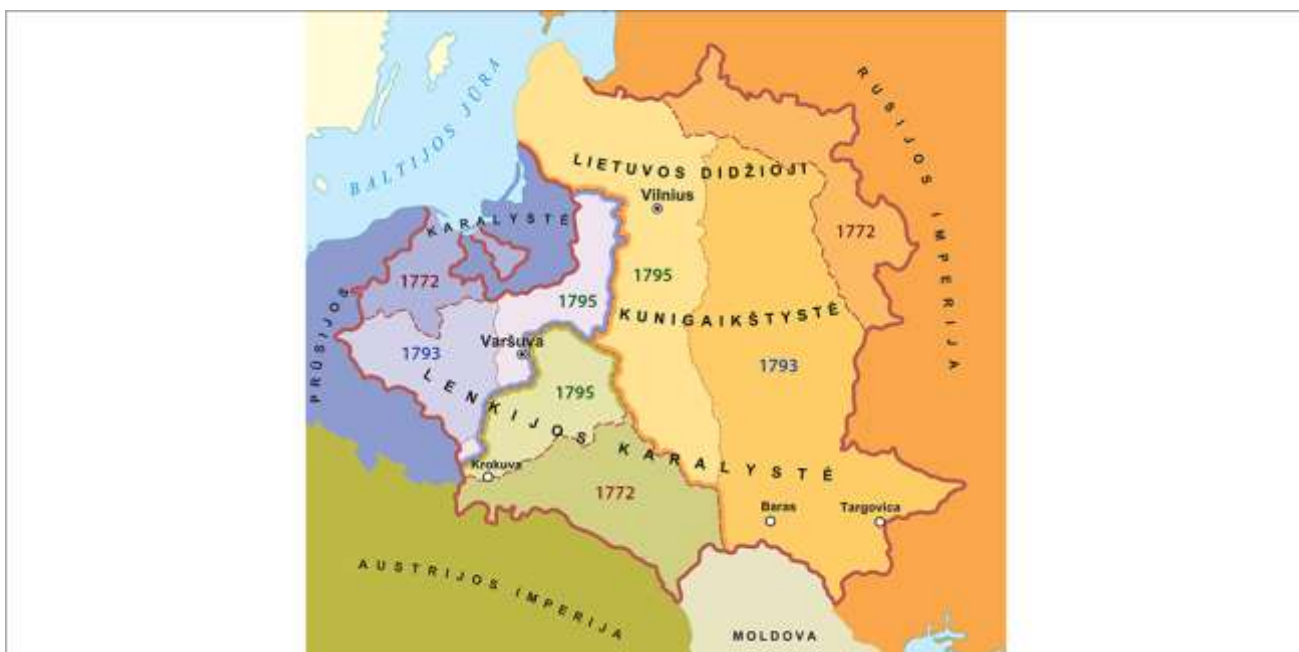 RUSIJOS IMPERIJA
BALTIJOS JŪRA
LIETUVOS DIDŽIOJI
Vilnius
KARALYSTĖ
1772
1772
1795
1795
KUNIGAIKŠTYSTĖ
PRŪSIJOS
Varšuva
1793
1793
1795
LENKIJOS KARALYSTĖ
Krokuva
1772
Baras
Targovica
AUSTRIJOS IMPERIJA
MOLDOVA